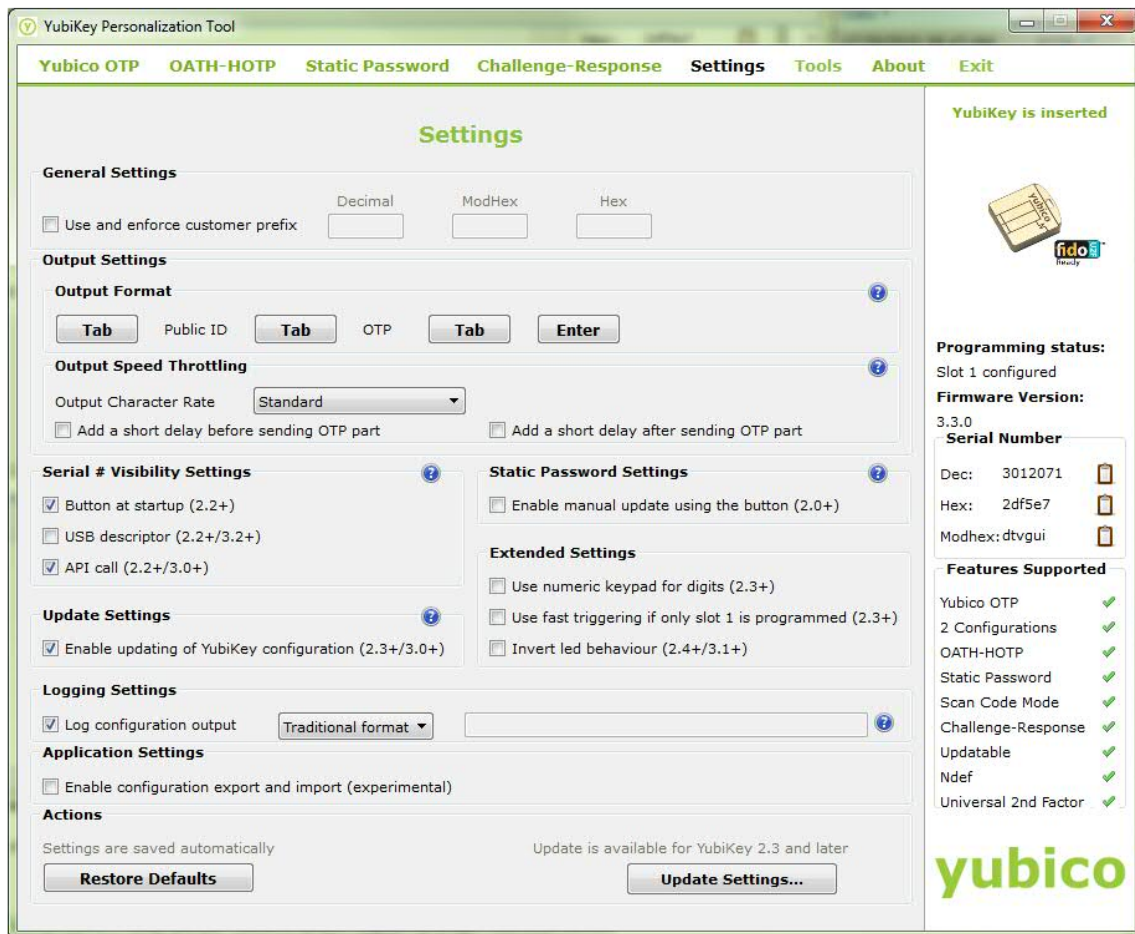 YubiKey Personalization Tool
Yubico OTP OATH-HOTP Static Password Challenge-Response Settings Tools About Exit
Settings
General Settings
Decimal ModHex Hex
Use and enforce customer prefix
Output Settings
Output Format
Tab Public ID Tab OTP Tab Enter
Output Speed Throttling
Output Character Rate Standard
Add a short delay before sending OTP part Add a short delay after sending OTP part
Serial # Visibility Settings
Button at startup (2.2+)
USB descriptor (2.2+/3.2+)
API call (2.2+/3.0+)
Static Password Settings
Enable manual update using the button (2.0+)
Extended Settings
Use numeric keypad for digits (2.3+)
Use fast triggering if only slot 1 is programmed (2.3+)
Invert led behaviour (2.4+/3.1+)
Update Settings
Enable updating of YubiKey configuration (2.3+/3.0+)
Logging Settings
Log configuration output Traditional format
Application Settings
Enable configuration export and import (experimental)
Actions
Settings are saved automatically Update is available for YubiKey 2.3 and later
Restore Defaults Update Settings...
YubiKey is inserted
yubico
fido
Ready
Programming status:
Slot 1 configured
Firmware Version:
3.3.0
Serial Number
Dec: 3012071
Hex: 2df5e7
Modhex: dtvgui
Features Supported
Yubico OTP
2 Configurations
OATH-HOTP
Static Password
Scan Code Mode
Challenge-Response
Updatable
Ndef
Universal 2nd Factor
yubico